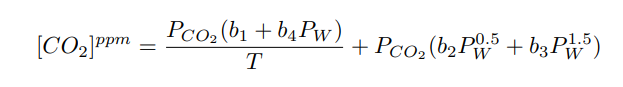 [CO_2]^{ppm} = \frac{P_{CO_2}(b_1 + b_4 P_W)}{T} + P_{CO_2}(b_2 P_W^{0.5} + b_3 P_W^{1.5})